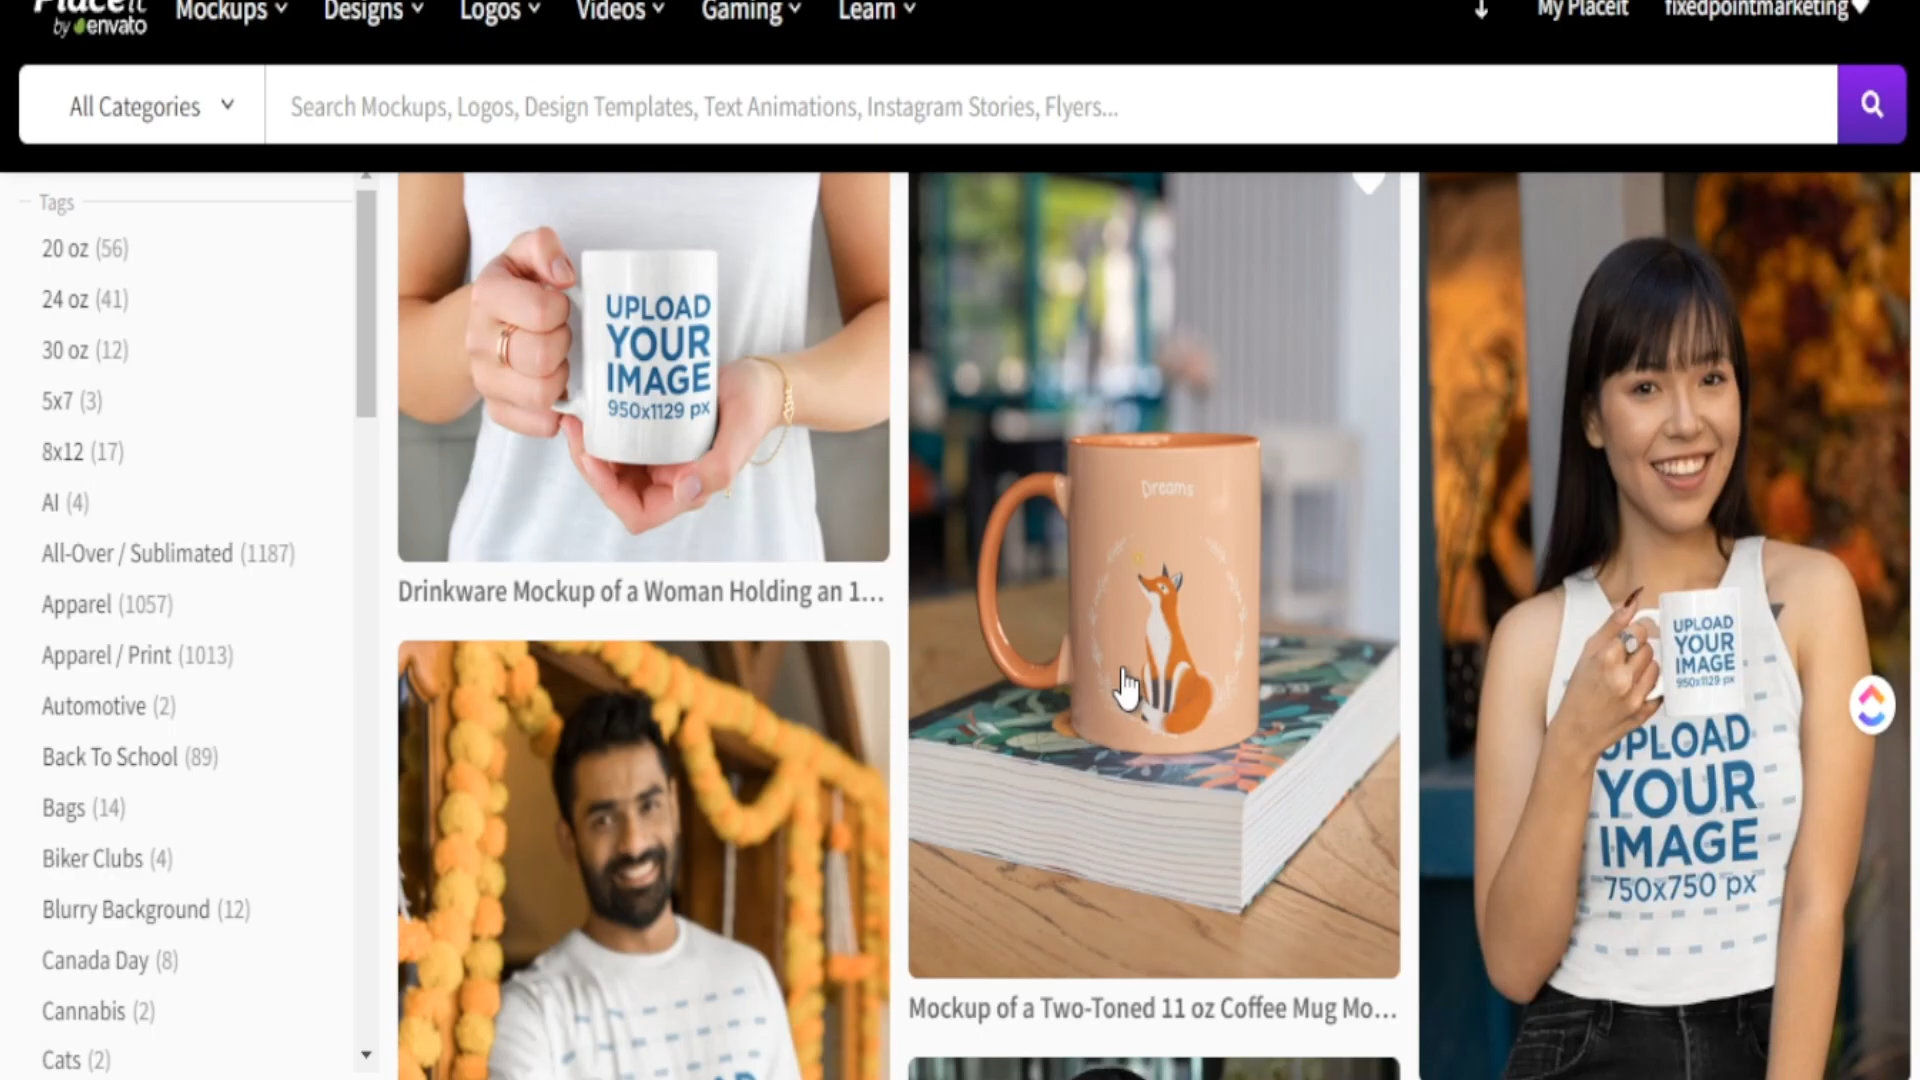 Placeit
by envato
Mockups
Designs
Logos
Videos
Gaming
Learn
My Placeit
fixedpointmarketing
All Categories
Search Mockups, Logos, Design Templates, Text Animations, Instagram Stories, Flyers...
Tags
20 oz (56)
24 oz (41)
30 oz (12)
5x7 (3)
8x12 (17)
AI (4)
All-Over / Sublimated (1187)
Apparel (1057)
Apparel / Print (1013)
Automotive (2)
Back To School (89)
Bags (14)
Biker Clubs (4)
Blurry Background (12)
Canada Day (8)
Cannabis (2)
Cats (2)
UPLOAD
YOUR
IMAGE
950x1129 px
Drinkware Mockup of a Woman Holding an 1...
Dreams
Mockup of a Two-Toned 11 oz Coffee Mug Mo...
UPLOAD
YOUR
IMAGE
950x1129 px
UPLOAD
YOUR
IMAGE
750x750 px